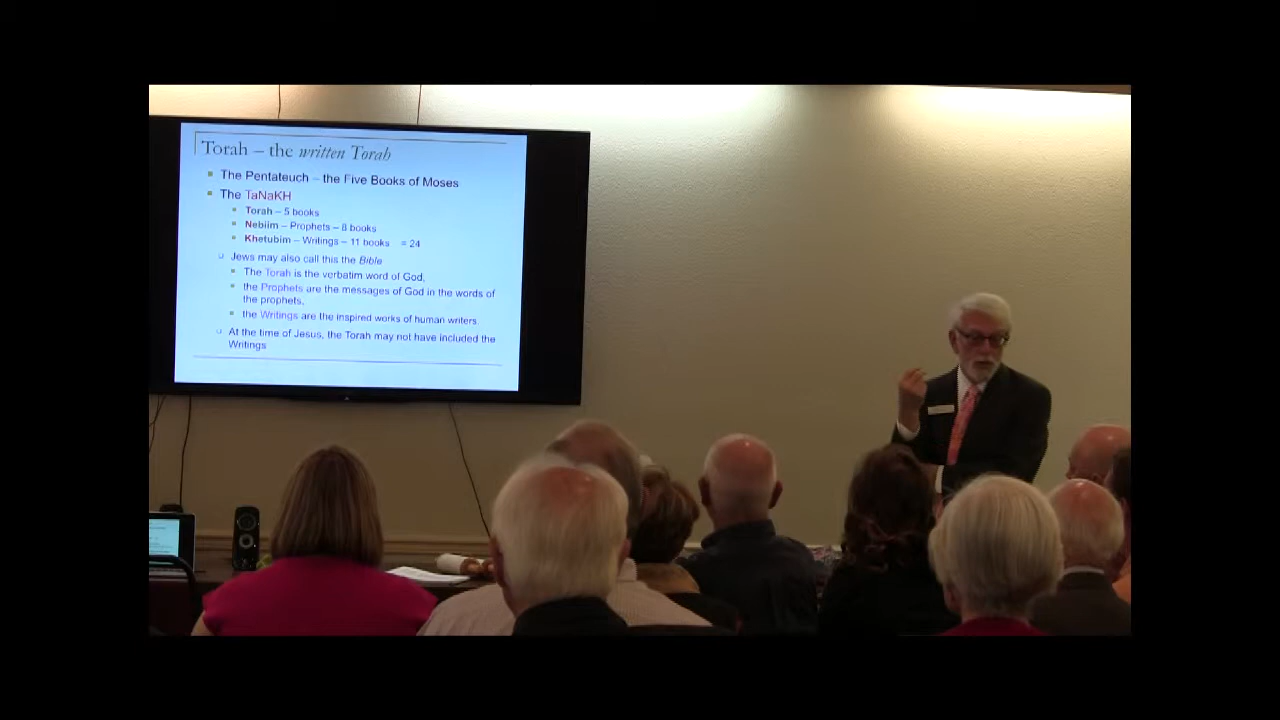 Torah – the written Torah
The Pentateuch – the Five Books of Moses
The TaNaKH
Torah – 5 books
Nebiim – Prophets – 8 books
Khetubim – Writings – 11 books = 24
Jews may also call this the Bible
The Torah is the verbatim word of God,
the Prophets are the messages of God in the words of
the prophets,
the Writings are the inspired works of human writers.
At the time of Jesus, the Torah may not have included the
Writings